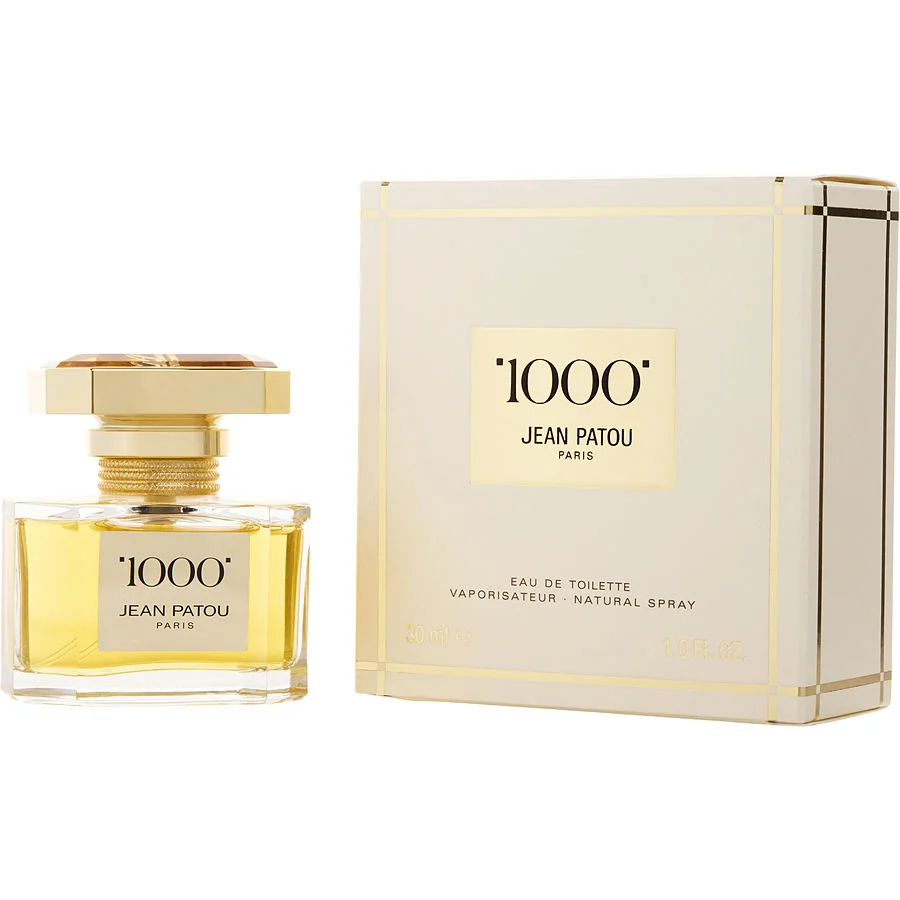 '1000'
JEAN PATOU
PARIS
'1000'
JEAN PATOU
PARIS
EAU DE TOILETTE
VAPORISATEUR · NATURAL SPRAY
30 ml e 1.0 FL.OZ.